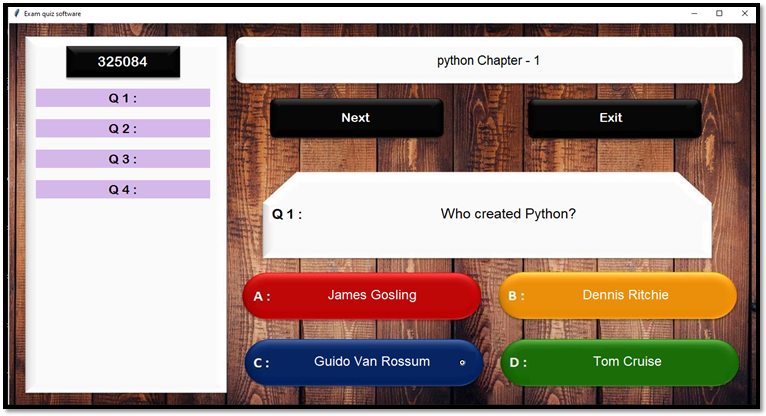 Exam quiz software
325084
Q 1 :
Q 2 :
Q 3 :
Q 4 :
python Chapter - 1
Next
Exit
Q 1 :
Who created Python?
A :
James Gosling
B :
Dennis Ritchie
C :
Guido Van Rossum
D :
Tom Cruise